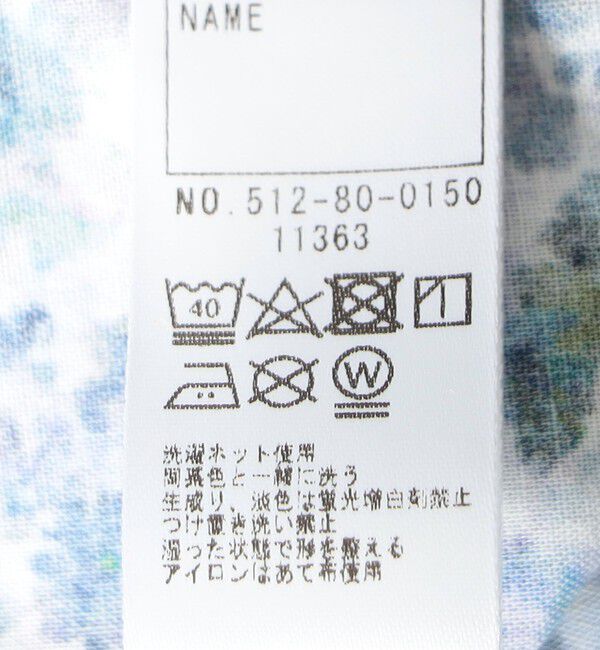 NAME
NO.512-80-0150
11363
40
W
洗濯ネット使用
同系色と一緒に洗う
生成り、淡色は蛍光増白剤禁止
つけ置き洗い禁止
湿った状態で形を整える
アイロンはあて布使用